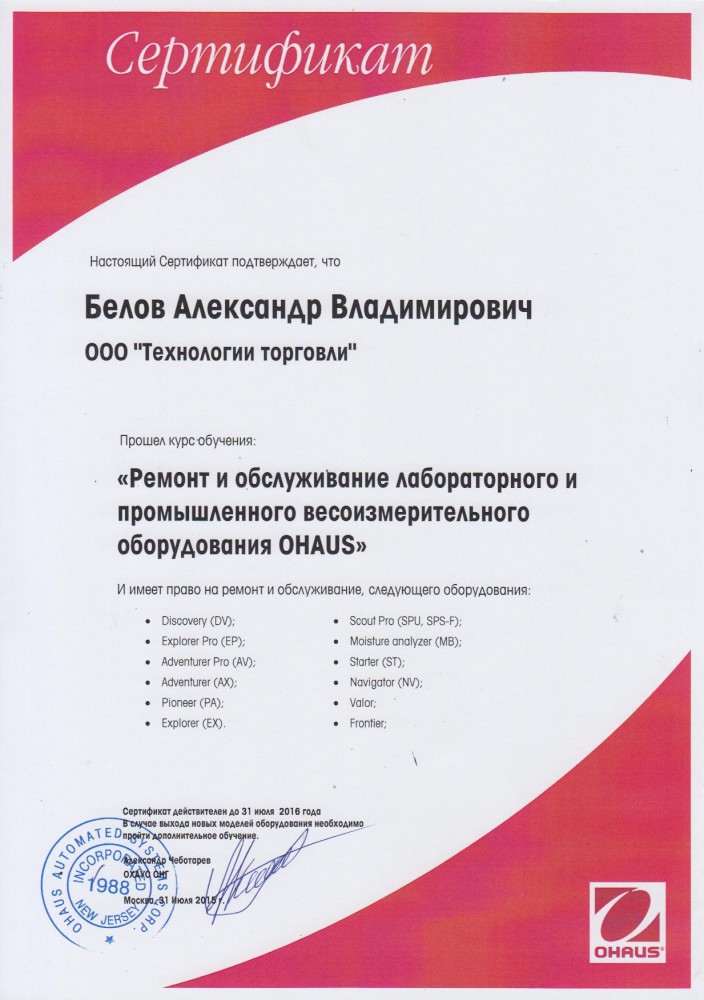 Сертификат
Настоящий Сертификат подтверждает, что
Белов Александр Владимирович
ООО "Технологии торговли"
Прошел курс обучения:
«Ремонт и обслуживание лабораторного и
промышленного весоизмерительного
оборудования OHAUS»
И имеет право на ремонт и обслуживание, следующего оборудования:
• Discovery (DV);
• Explorer Pro (EP);
• Adventurer Pro (AV);
• Adventurer (AX);
• Pioneer (PA);
• Explorer (EX).
• Scout Pro (SPU, SPS-F);
• Moisture analyzer (MB);
• Starter (ST);
• Navigator (NV);
• Valor;
• Frontier;
Сертификат действителен до 31 июля 2016 года
В случае выхода новых моделей оборудования необходимо
пройти дополнительное обучение.
Александр Чеботарев
ОХАУС СНГ
Москва, 31 Июля 2015 г.
OHAUS AUTOMATED SYSTEMS CORP.
INCORPORATED
1988
NEW JERSEY
OHAUS®